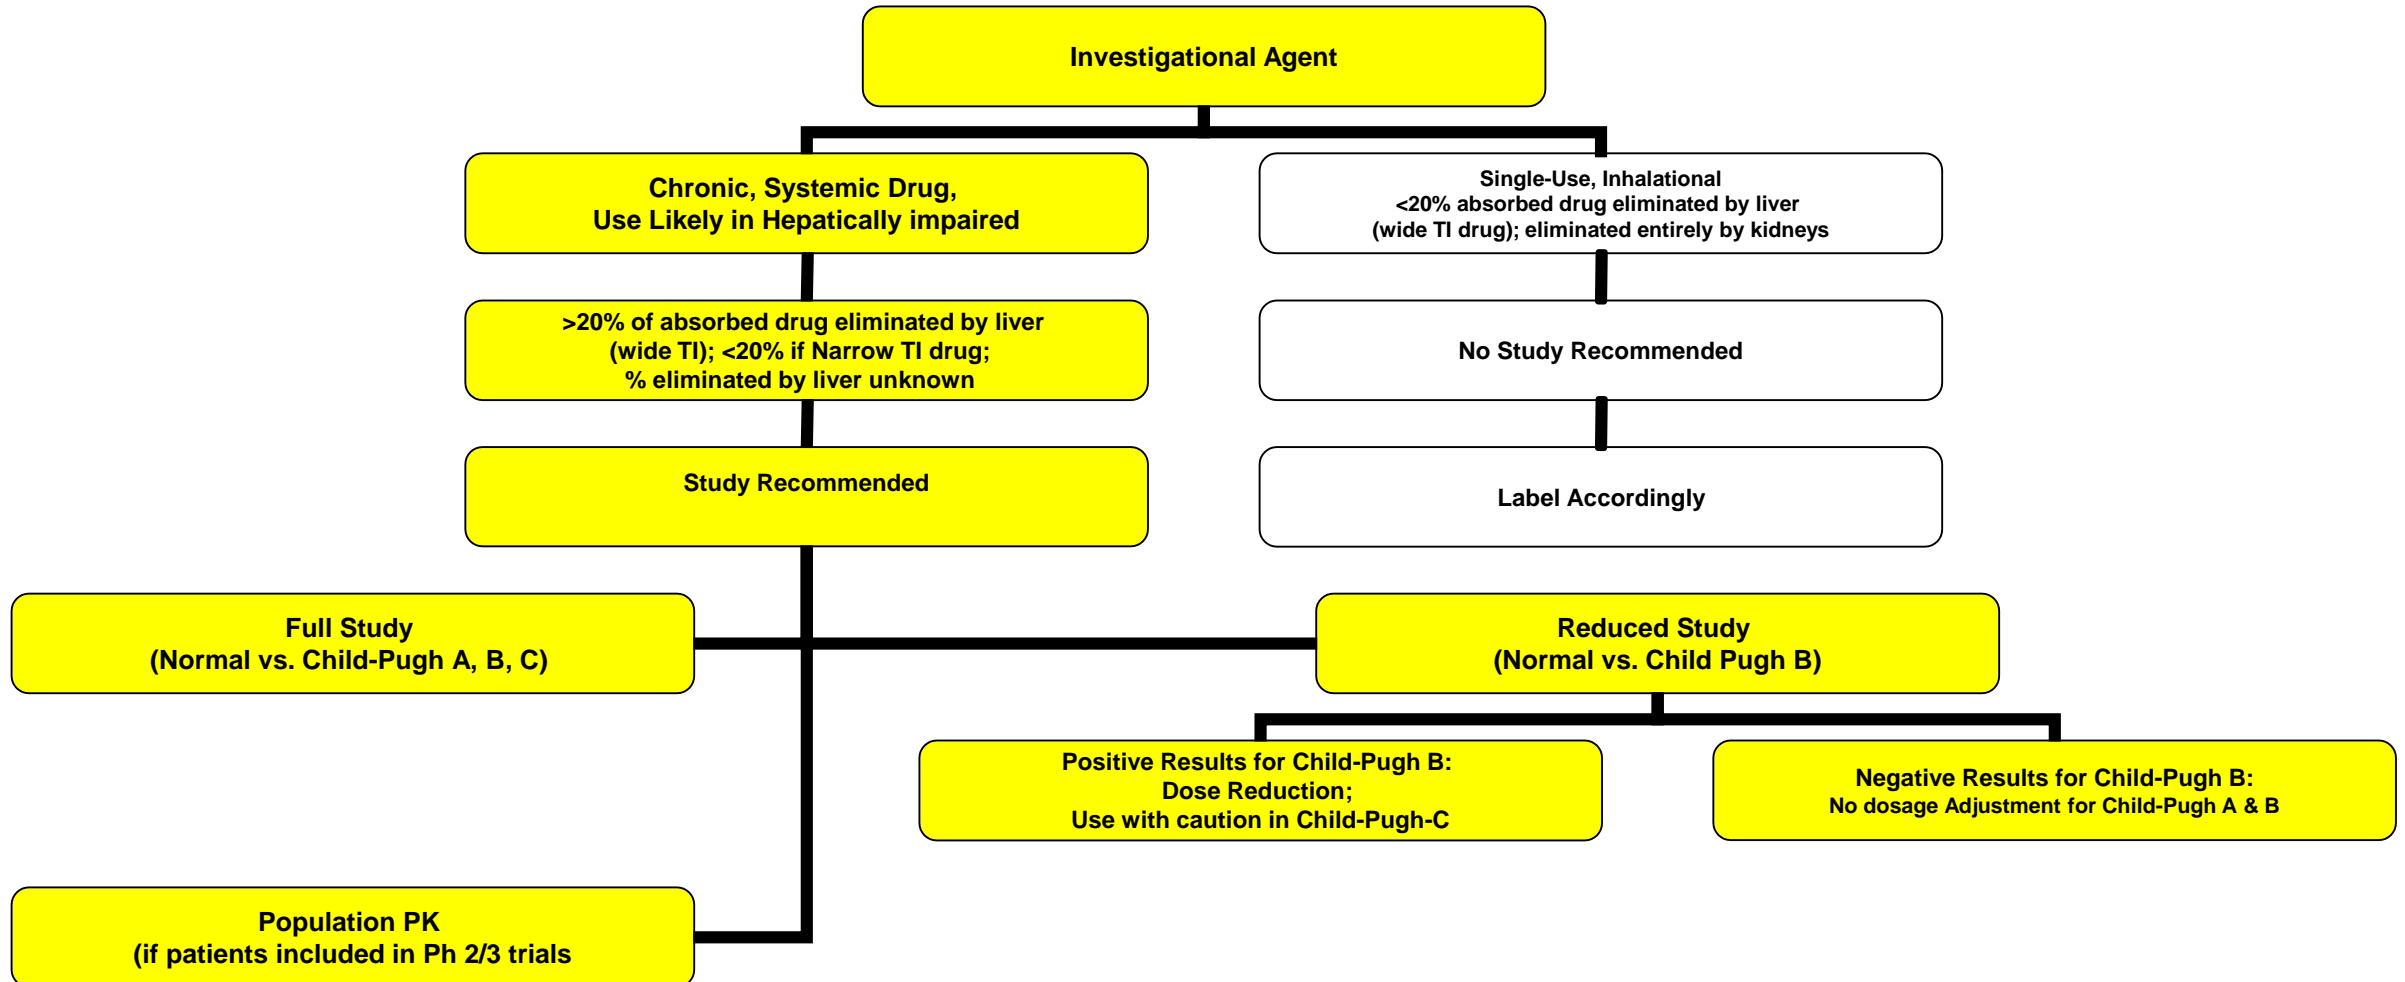 Investigational Agent
Chronic, Systemic Drug,
Use Likely in Hepatically impaired
Single-Use, Inhalational
<20% absorbed drug eliminated by liver
(wide TI drug); eliminated entirely by kidneys
>20% of absorbed drug eliminated by liver
(wide TI); <20% if Narrow TI drug;
% eliminated by liver unknown
No Study Recommended
Study Recommended
Label Accordingly
Full Study
(Normal vs. Child-Pugh A, B, C)
Reduced Study
(Normal vs. Child Pugh B)
Positive Results for Child-Pugh B:
Dose Reduction;
Use with caution in Child-Pugh-C
Negative Results for Child-Pugh B:
No dosage Adjustment for Child-Pugh A & B
Population PK
(if patients included in Ph 2/3 trials